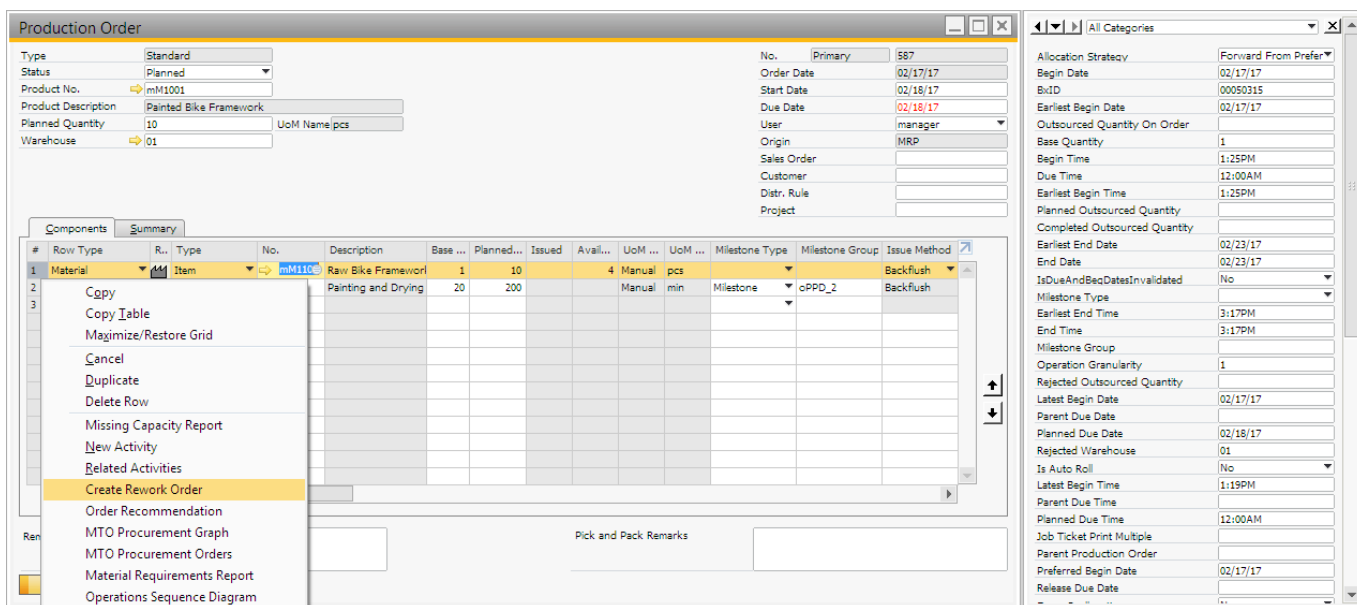 Production Order
Type Standard
Status Planned
Product No. mM1001
Product Description Painted Bike Framework
Planned Quantity 10 UoM Name pcs
Warehouse 01
No. Primary 587
Order Date 02/17/17
Start Date 02/18/17
Due Date 02/18/17
User manager
Origin MRP
Sales Order
Customer
Distr. Rule
Project
Components Summary
# Row Type R.. Type No. Description Base ... Planned... Issued Avail... UoM ... UoM ... Milestone Type Milestone Group Issue Method
1 Material Item mM110 Raw Bike Framewor 1 10 4 Manual pcs Backflush
2 Painting and Drying 20 200 Manual min Milestone oPPD_2 Backflush
3
Copy
Copy Table
Maximize/Restore Grid
Cancel
Duplicate
Delete Row
Missing Capacity Report
New Activity
Related Activities
Create Rework Order
Order Recommendation
MTO Procurement Graph
MTO Procurement Orders
Material Requirements Report
Operations Sequence Diagram
Ren
Pick and Pack Remarks
All Categories
Allocation Strategy Forward From Prefer
Begin Date 02/17/17
BxID 00050315
Earliest Begin Date 02/17/17
Outsourced Quantity On Order
Base Quantity 1
Begin Time 1:25PM
Due Time 12:00AM
Earliest Begin Time 1:25PM
Planned Outsourced Quantity
Completed Outsourced Quantity
Earliest End Date 02/23/17
End Date 02/23/17
IsDueAndBegDatesInvalidated No
Milestone Type
Earliest End Time 3:17PM
End Time 3:17PM
Milestone Group
Operation Granularity 1
Rejected Outsourced Quantity
Latest Begin Date 02/17/17
Parent Due Date
Planned Due Date 02/18/17
Rejected Warehouse 01
Is Auto Roll No
Latest Begin Time 1:19PM
Parent Due Time
Planned Due Time 12:00AM
Job Ticket Print Multiple
Parent Production Order
Preferred Begin Date 02/17/17
Release Due Date